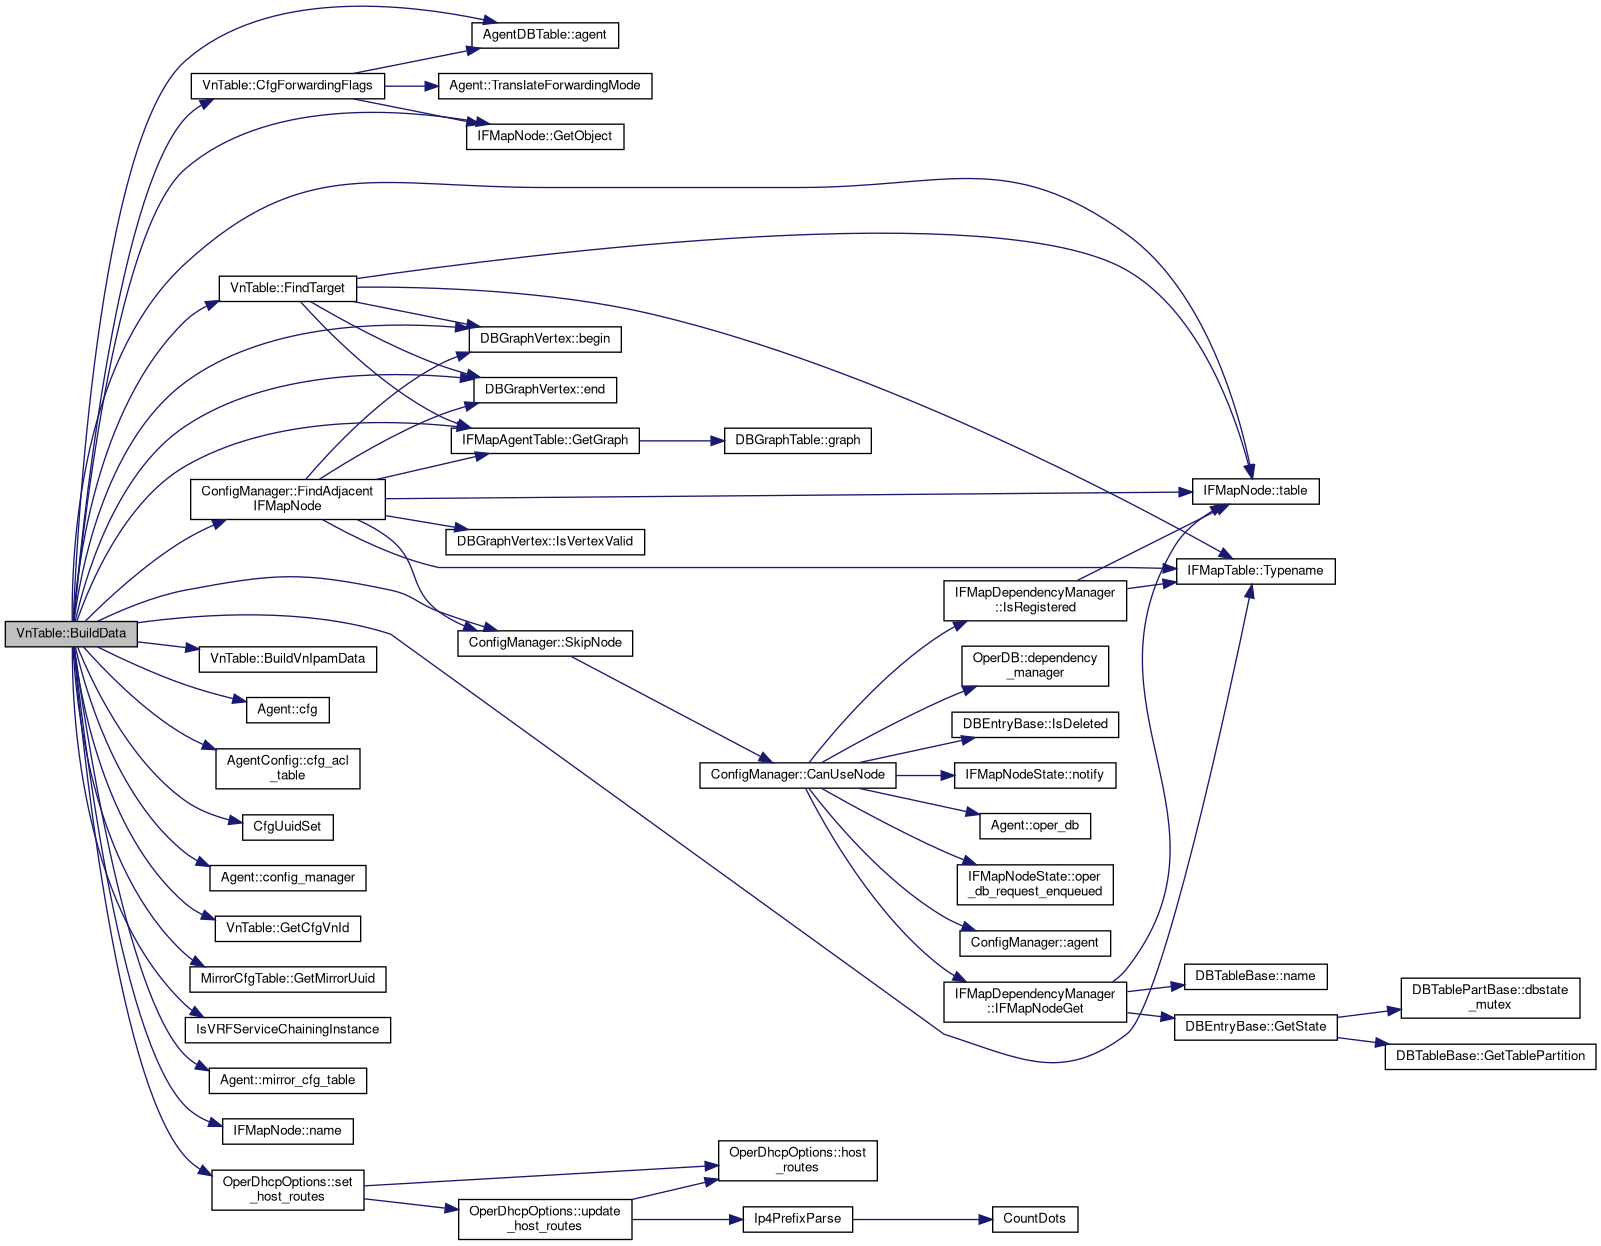 AgentDBTable::agent
VnTable::CfgForwardingFlags
Agent::TranslateForwardingMode
IFMapNode::GetObject
VnTable::FindTarget
DBGraphVertex::begin
DBGraphVertex::end
IFMapAgentTable::GetGraph
DBGraphTable::graph
ConfigManager::FindAdjacent
IFMapNode
IFMapNode::table
DBGraphVertex::IsVertexValid
IFMapTable::Typename
IFMapDependencyManager
::IsRegistered
VnTable::BuildData
ConfigManager::SkipNode
VnTable::BuildVnIpamData
OperDB::dependency
_manager
Agent::cfg
DBEntryBase::IsDeleted
AgentConfig::cfg_acl
_table
ConfigManager::CanUseNode
IFMapNodeState::notify
CfgUuidSet
Agent::oper_db
Agent::config_manager
IFMapNodeState::oper
_db_request_enqueued
VnTable::GetCfgVnId
ConfigManager::agent
MirrorCfgTable::GetMirrorUuid
IFMapDependencyManager
::IFMapNodeGet
DBTableBase::name
DBTablePartBase::dbstate
_mutex
IsVRFServiceChainingInstance
DBEntryBase::GetState
DBTableBase::GetTablePartition
Agent::mirror_cfg_table
IFMapNode::name
OperDhcpOptions::set
_host_routes
OperDhcpOptions::host
_routes
OperDhcpOptions::update
_host_routes
Ip4PrefixParse
CountDots